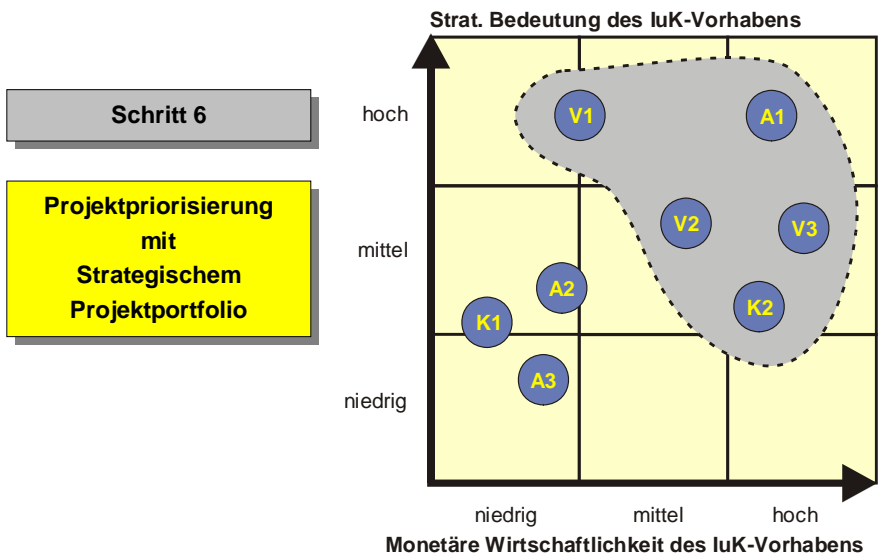 Strat. Bedeutung des IuK-Vorhabens
Schritt 6
Projektpriorisierung
mit
Strategischem
Projektportfolio
hoch
mittel
niedrig
V1
A1
V2
V3
A2
K2
K1
A3
niedrig
mittel
hoch
Monetäre Wirtschaftlichkeit des IuK-Vorhabens